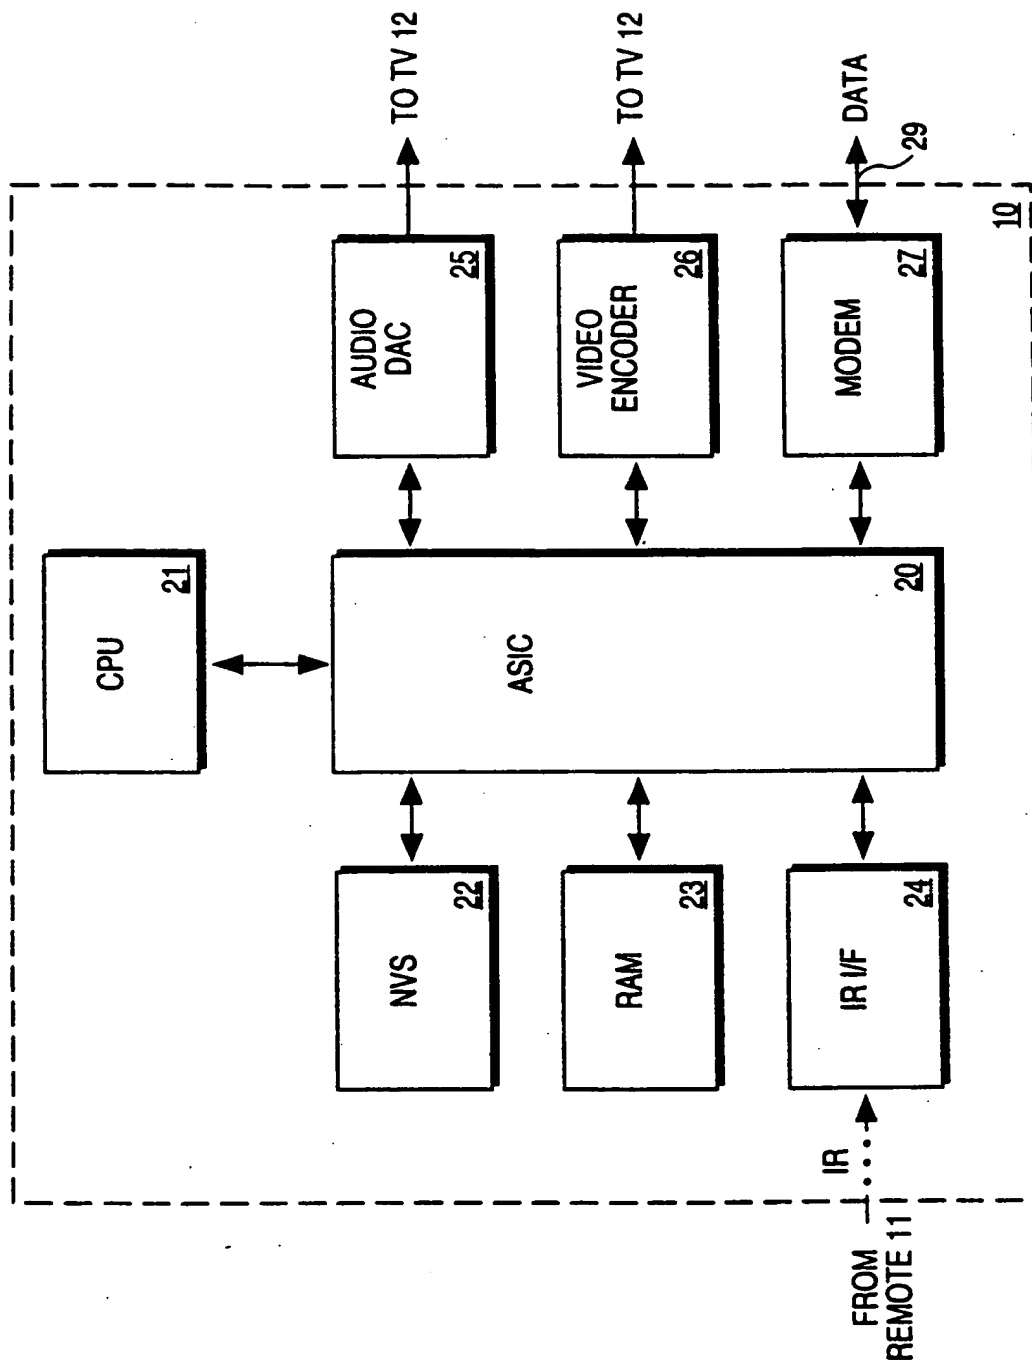 CPU
21
NVS
22
RAM
23
IR I/F
24
IR
FROM
REMOTE 11
ASIC
20
AUDIO
DAC
25
TO TV 12
VIDEO
ENCODER
26
TO TV 12
MODEM
27
DATA
29
10